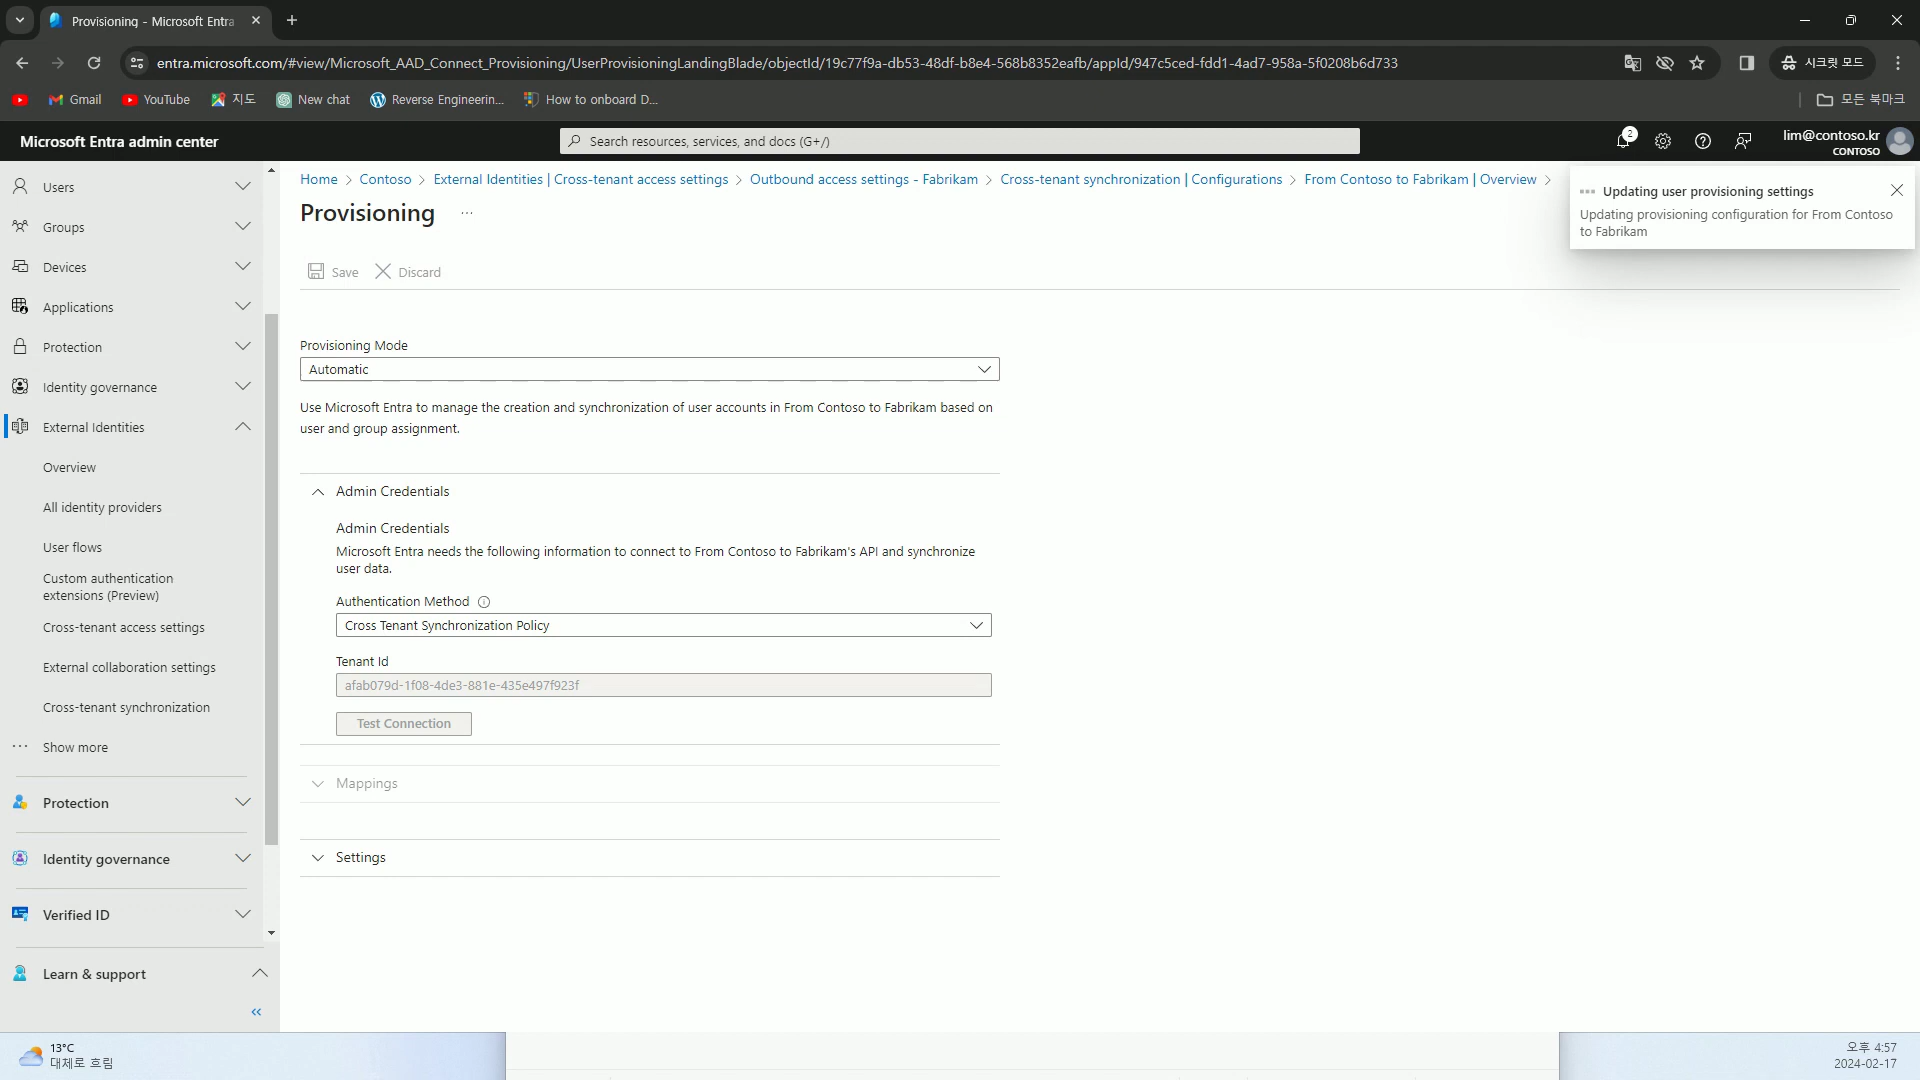 Provisioning - Microsoft Entra
entra.microsoft.com/#view/Microsoft_AAD_Connect_Provisioning/UserProvisioningLandingBlade/objectId/19c77f9a-db53-48df-b8e4-568b8352eafb/appId/947c5ced-fdd1-4ad7-958a-5f0208b6d733
시크릿 모드
Gmail
YouTube
지도
New chat
Reverse Engineerin...
How to onboard D...
모든 북마크
Microsoft Entra admin center
Search resources, services, and docs (G+/)
2
lim@contoso.kr
CONTOSO
Users
Groups
Devices
Applications
Protection
Identity governance
External Identities
Overview
All identity providers
User flows
Custom authentication
extensions (Preview)
Cross-tenant access settings
External collaboration settings
Cross-tenant synchronization
Show more
Protection
Identity governance
Verified ID
Learn & support
Home > Contoso > External Identities | Cross-tenant access settings > Outbound access settings - Fabrikam > Cross-tenant synchronization | Configurations > From Contoso to Fabrikam | Overview >
Provisioning ...
Save
Discard
Provisioning Mode
Automatic
Use Microsoft Entra to manage the creation and synchronization of user accounts in From Contoso to Fabrikam based on
user and group assignment.
Admin Credentials
Admin Credentials
Microsoft Entra needs the following information to connect to From Contoso to Fabrikam's API and synchronize
user data.
Authentication Method
Cross Tenant Synchronization Policy
Tenant Id
afab079d-1f08-4de3-881e-435e497f923f
Test Connection
Mappings
Settings
Updating user provisioning settings
Updating provisioning configuration for From Contoso
to Fabrikam
13°C
대체로 흐림
오후 4:57
2024-02-17